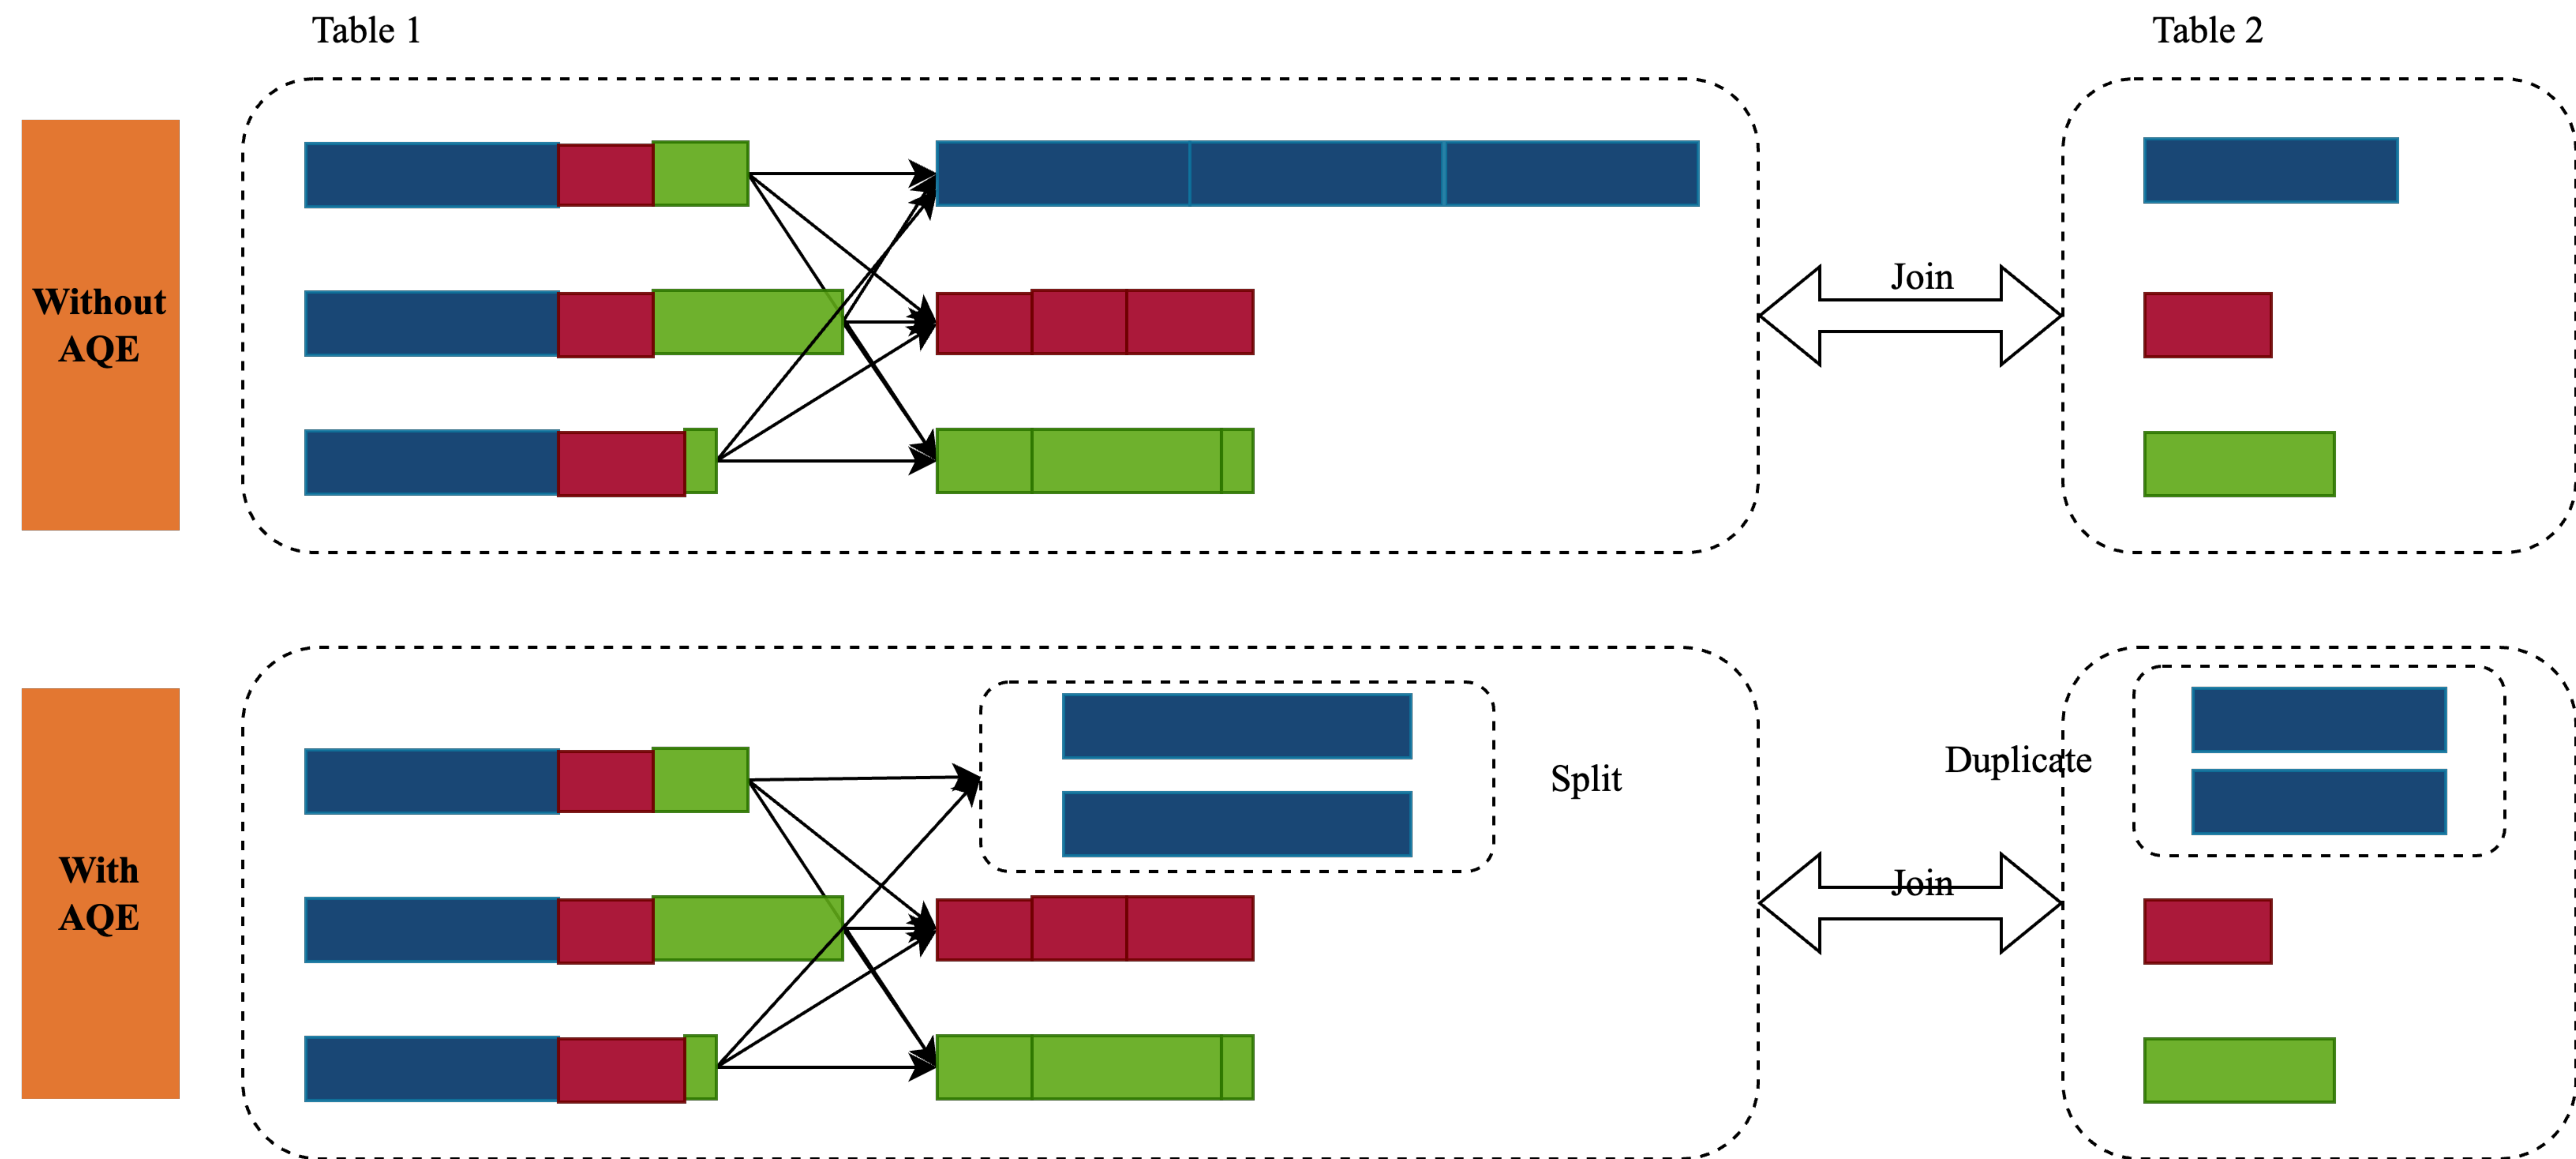 Table 1
Table 2
Without
AQE
Join
With
AQE
Split
Duplicate
Join